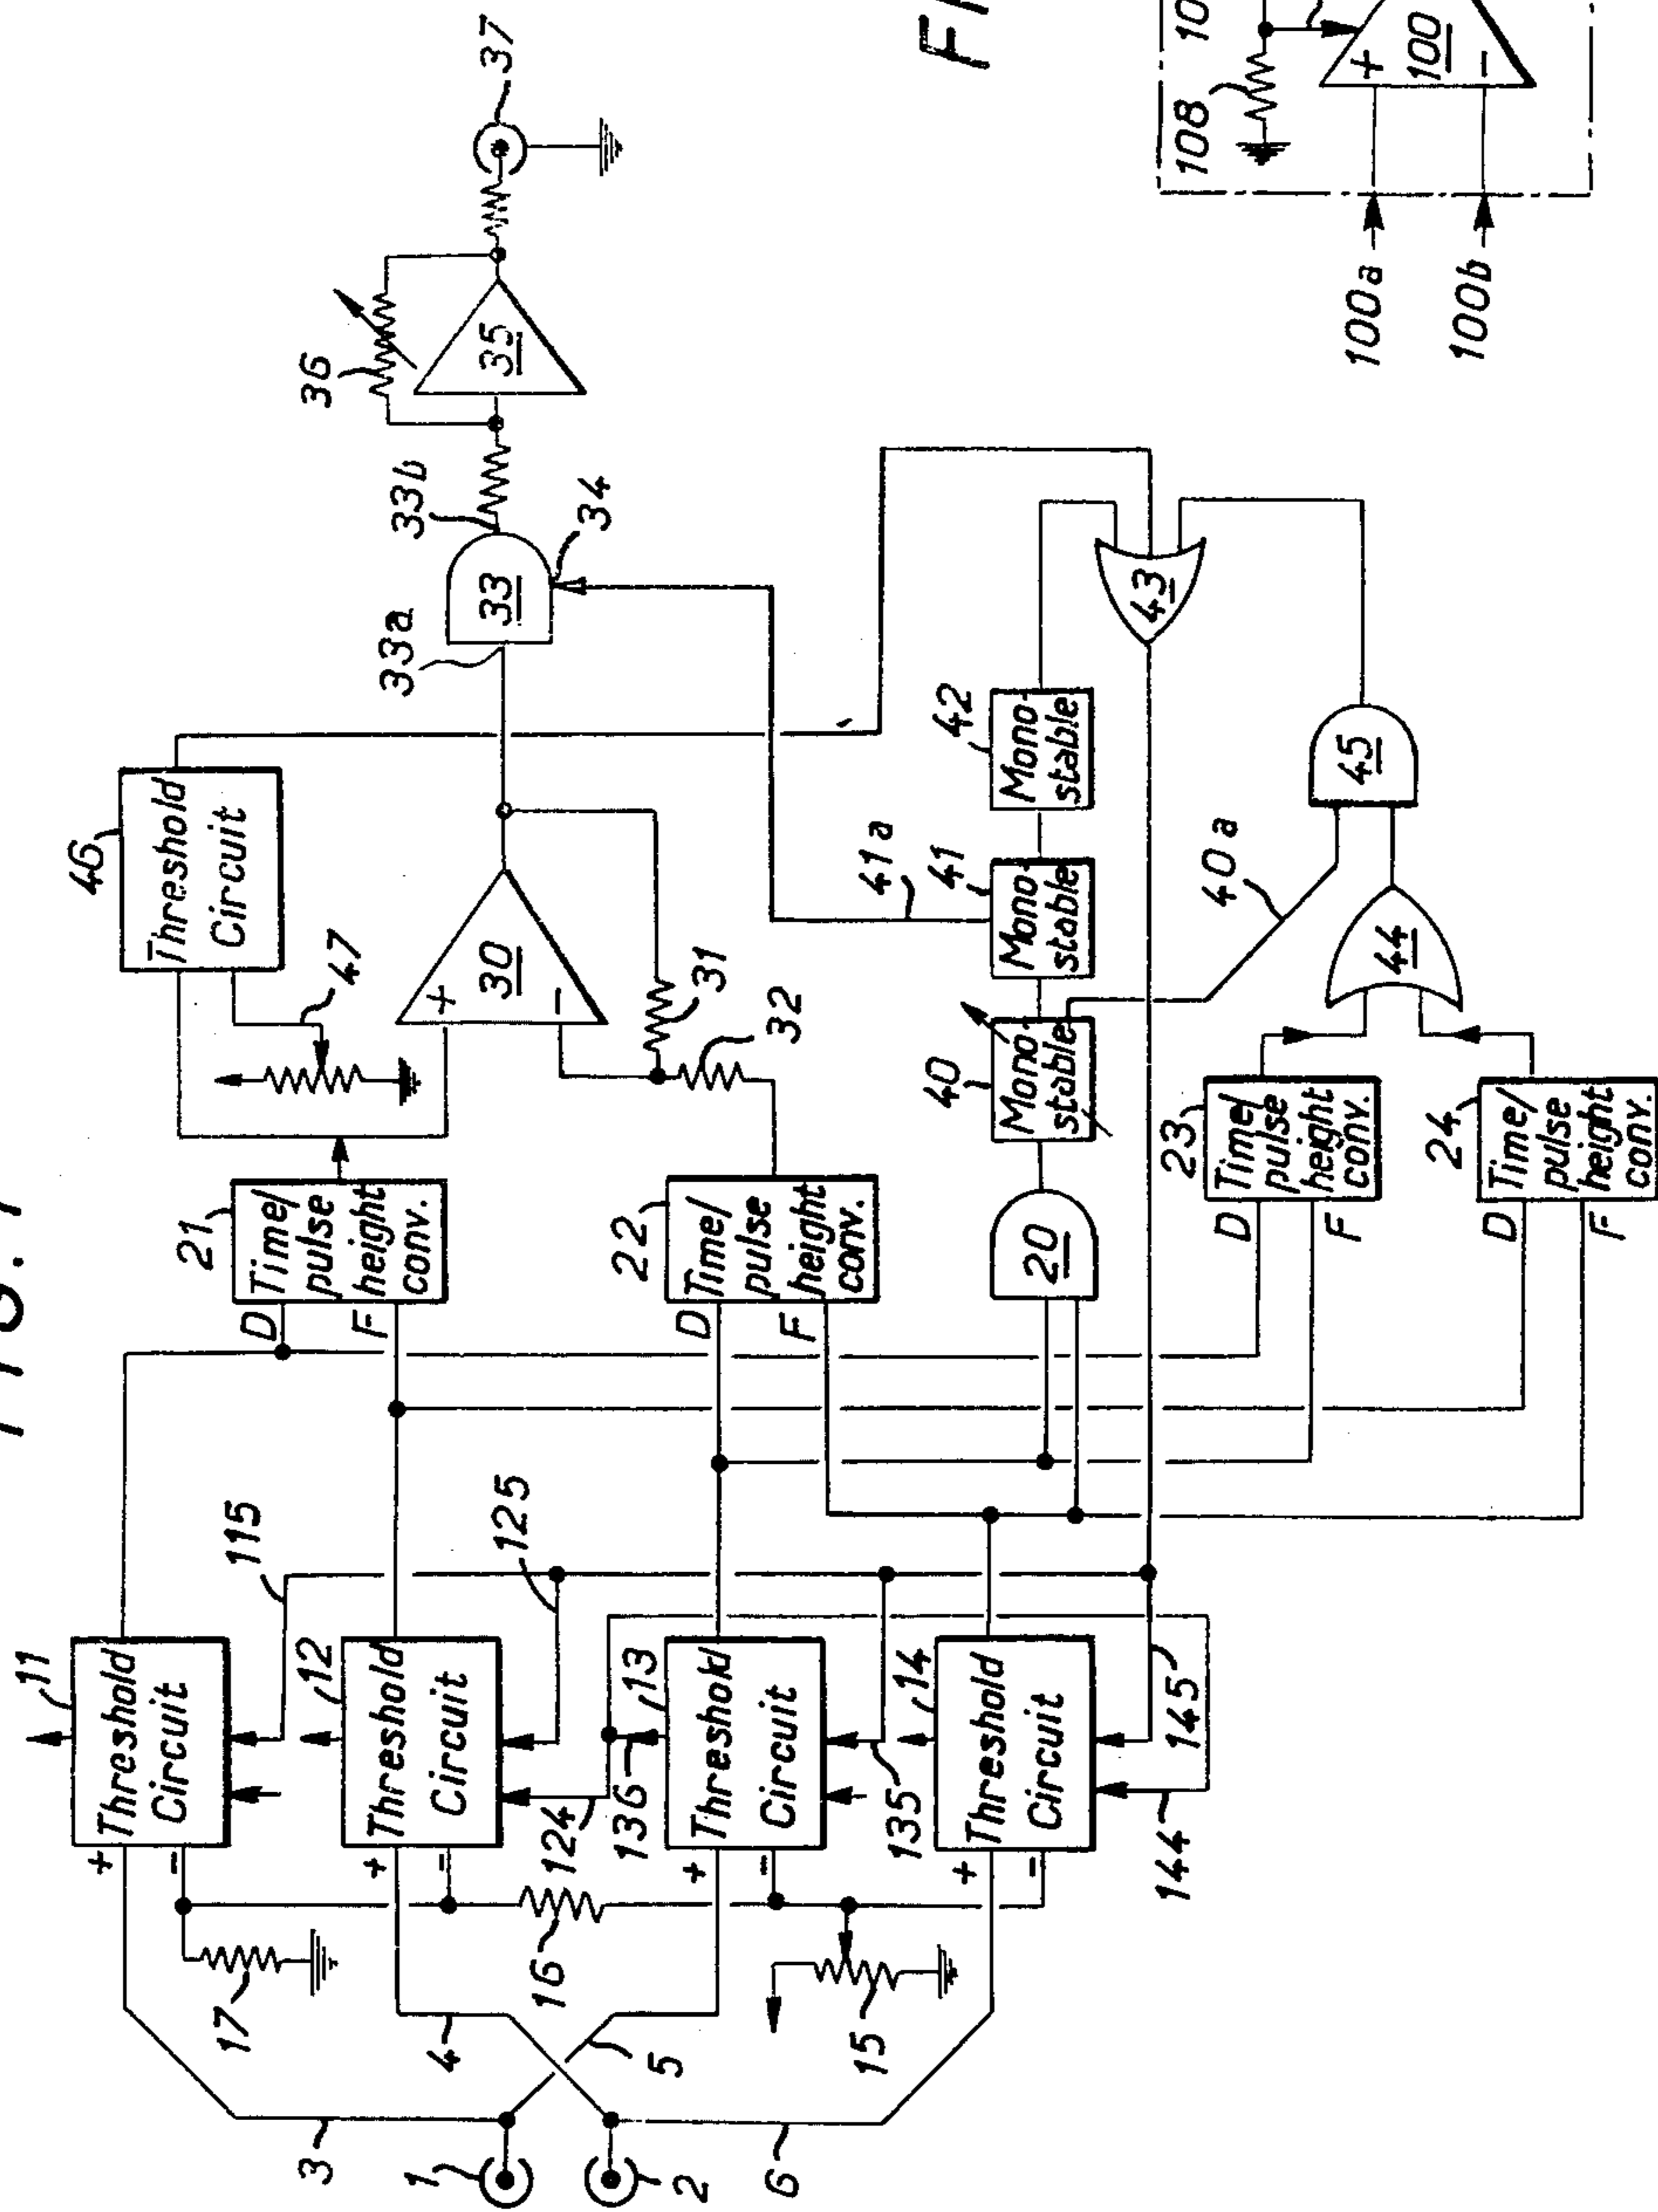 FIG. 1
11
Threshold
Circuit
+
–
115
12
Threshold
Circuit
+
–
125
124
13
136
Threshold
Circuit
+
–
135
14
Threshold
Circuit
+
–
144
145
17
16
15
3
4
5
6
1
2
21
Time/
pulse
height
conv.
D
F
22
Time/
pulse
height
conv.
D
F
20
23
Time/
pulse
height
conv.
D
F
24
Time/
pulse
height
conv.
D
F
46
Threshold
Circuit
47
+
30
–
31
32
40
Mono
stable
40a
41
Mono
stable
41a
42
Mono
stable
43
44
45
33a
33
33b
34
36
35
37
108
+
100
–
100a
100b